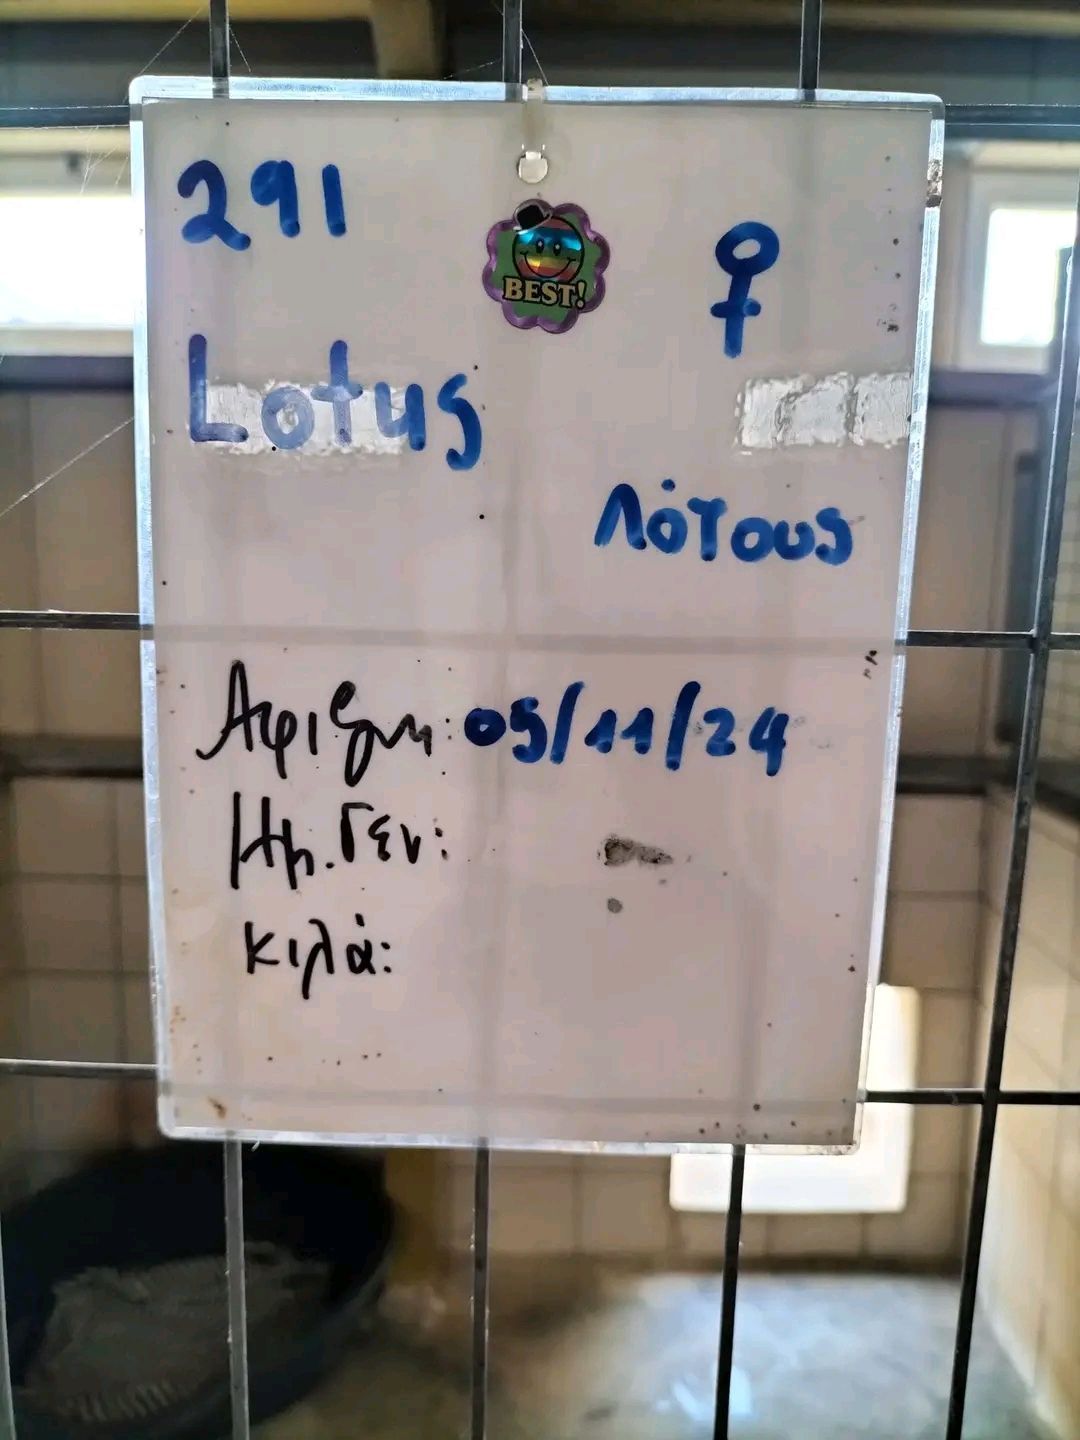 291
BEST!
♀
Lotus
Λότους
Αφιξη: 05/11/24
Ημ. Γεν:
κιλά: